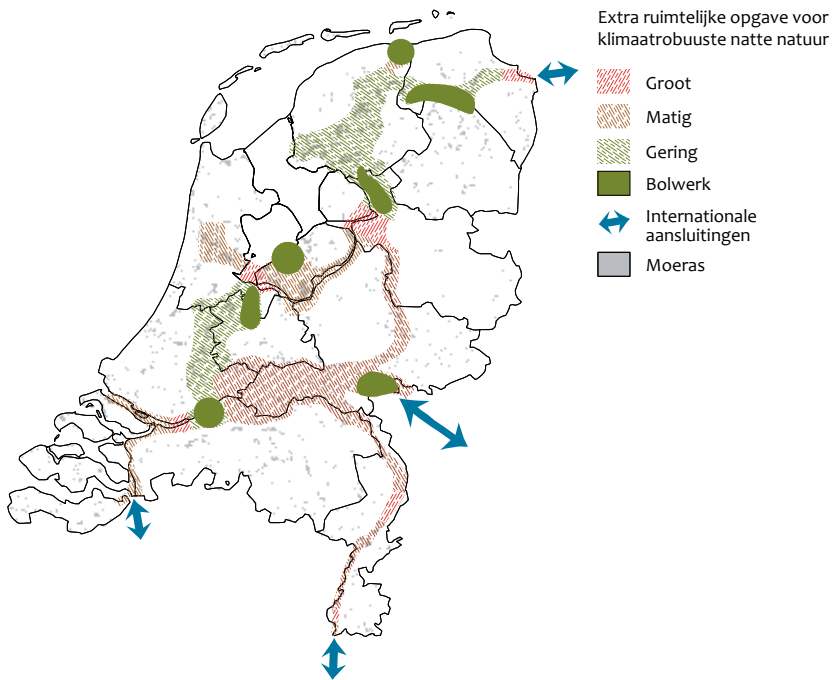 Extra ruimtelijke opgave voor
klimaatrobuuste natte natuur
Groot
Matig
Gering
Bolwerk
Internationale
aansluitingen
Moeras